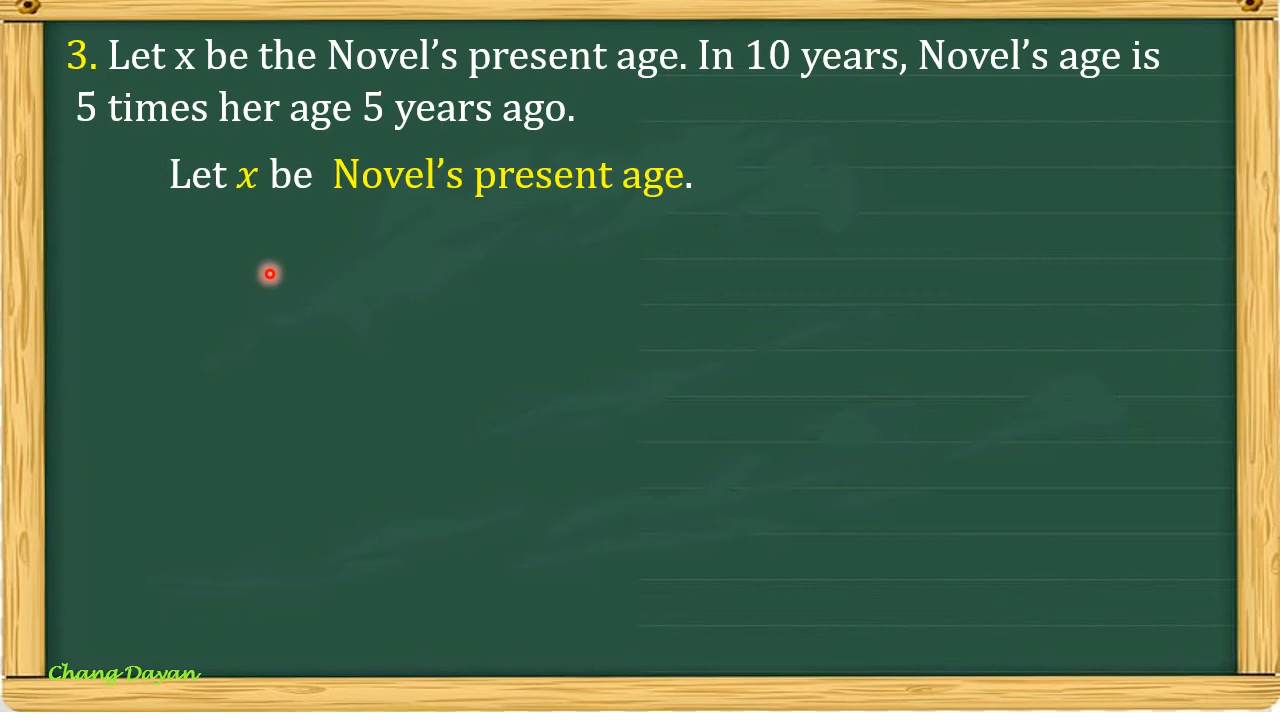 3. Let x be the Novel’s present age. In 10 years, Novel’s age is
5 times her age 5 years ago.
Let x be Novel’s present age.
Chang Dayan